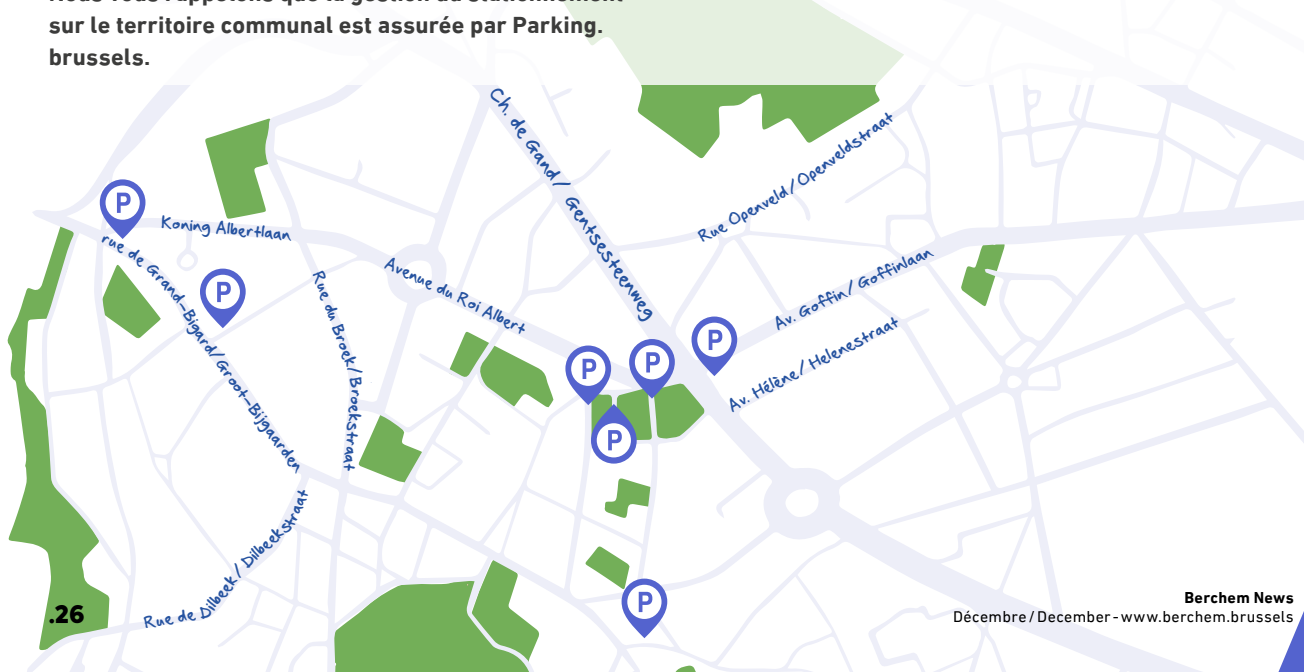 sur le territoire communal est assurée par Parking.
brussels.
Ch. de Gand / Gentsesteenweg
Rue Openveld / Openveldstraat
P
Koning Albertlaan
rue de Grand-Bigard / Groot-Bijgaarden
P
Rue du Broek / Broekstraat
Avenue du Roi Albert
Av. Goffin / Goffinlaan
Av. Hélène / Helenestraat
P
P
P
P
Rue de Dilbeek / Dilbeekstraat
P
.26
Berchem News
Décembre / December - www.berchem.brussels